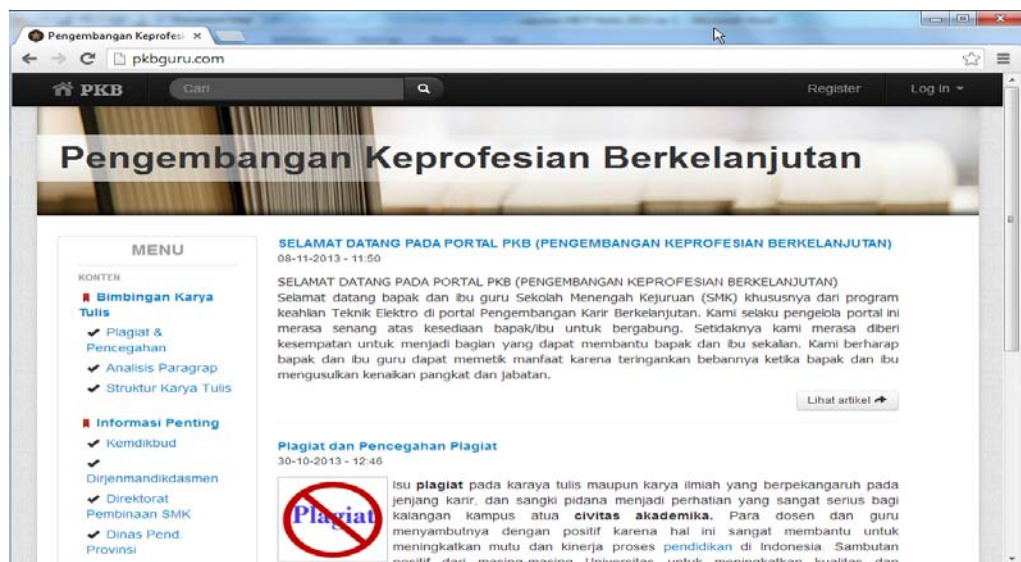 Pengembangan Keprofesi
pkbguru.com
PKB Cari... Register Log In
Pengembangan Keprofesian Berkelanjutan
MENU
KONTEN
Bimbingan Karya
Tulis
Plagiat &
Pencegahan
Analisis Paragrap
Struktur Karya Tulis
Informasi Penting
Kemdikbud
Dirjenmandikdasmen
Direktorat
Pembinaan SMK
Dinas Pend.
Provinsi
SELAMAT DATANG PADA PORTAL PKB (PENGEMBANGAN KEPROFESIAN BERKELANJUTAN)
08-11-2013 - 11:50
SELAMAT DATANG PADA PORTAL PKB (PENGEMBANGAN KEPROFESIAN BERKELANJUTAN)
Selamat datang bapak dan ibu guru Sekolah Menengah Kejuruan (SMK) khususnya dari program
keahlian Teknik Elektro di portal Pengembangan Karir Berkelanjutan. Kami selaku pengelola portal ini
merasa senang atas kesediaan bapak/ibu untuk bergabung. Setidaknya kami merasa diberi
kesempatan untuk menjadi bagian yang dapat membantu bapak dan ibu sekalian. Kami berharap
bapak dan ibu guru dapat memetik manfaat karena teringankan bebannya ketika bapak dan ibu
mengusulkan kenaikan pangkat dan jabatan.
Lihat artikel
Plagiat dan Pencegahan Plagiat
30-10-2013 - 12:46
Plagiat
Isu plagiat pada karaya tulis maupun karya ilmiah yang berpekangaruh pada
jenjang karir, dan sangki pidana menjadi perhatian yang sangat serius bagi
kalangan kampus atua civitas akademika. Para dosen dan guru
menyambutnya dengan positif karena hal ini sangat membantu untuk
meningkatkan mutu dan kinerja proses pendidikan di Indonesia. Sambutan
positif dari masing-masing Universitas untuk meningkatkan kualitas dan